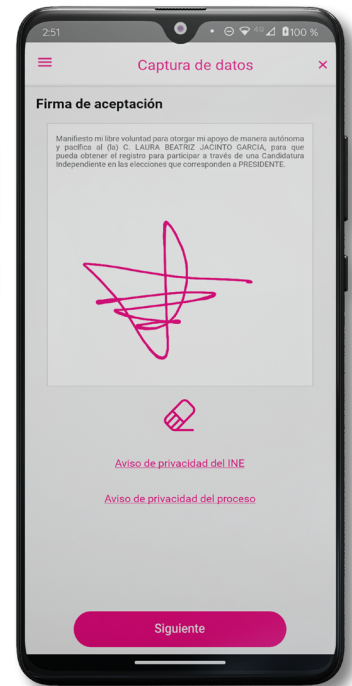 2:51 4G 100 %
Captura de datos
Firma de aceptación
Manifiesto mi libre voluntad para otorgar mi apoyo de manera autónoma
y pacífica al (la) C. LAURA BEATRIZ JACINTO GARCIA, para que
pueda obtener el registro para participar a través de una Candidatura
Independiente en las elecciones que corresponden a PRESIDENTE.
Aviso de privacidad del INE
Aviso de privacidad del proceso
Siguiente